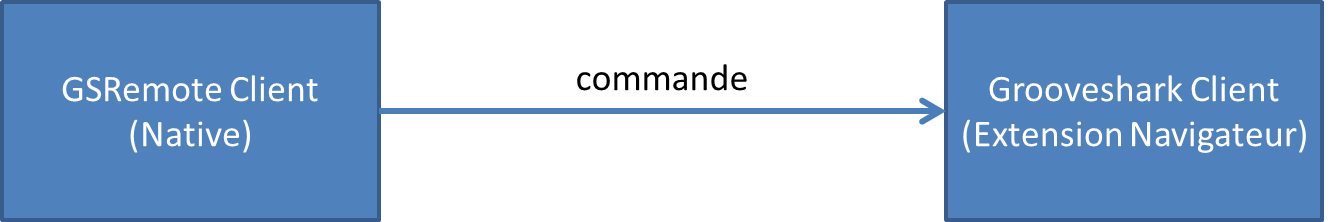 GSRemote Client
(Native)
commande
Grooveshark Client
(Extension Navigateur)